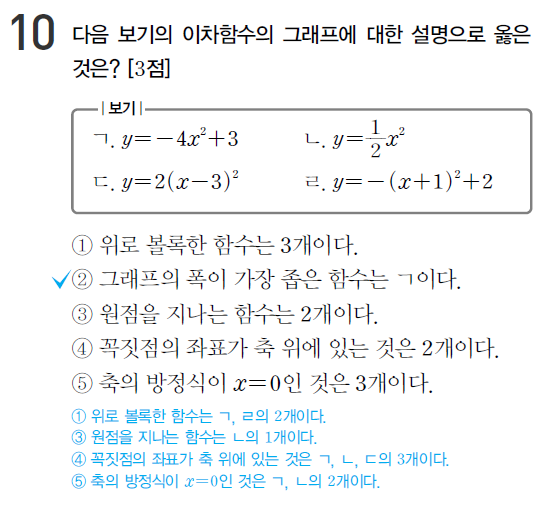 10 다음 보기의 이차함수의 그래프에 대한 설명으로 옳은
것은? [3점]
보기
ㄱ. y=−4x²+3 ㄴ. y=1/2x²
ㄷ. y=2(x−3)² ㄹ. y=−(x+1)²+2
① 위로 볼록한 함수는 3개이다.
② 그래프의 폭이 가장 좁은 함수는 ㄱ이다.
③ 원점을 지나는 함수는 2개이다.
④ 꼭짓점의 좌표가 축 위에 있는 것은 2개이다.
⑤ 축의 방정식이 x=0인 것은 3개이다.
① 위로 볼록한 함수는 ㄱ, ㄹ의 2개이다.
③ 원점을 지나는 함수는 ㄴ의 1개이다.
④ 꼭짓점의 좌표가 축 위에 있는 것은 ㄱ, ㄴ, ㄷ의 3개이다.
⑤ 축의 방정식이 x=0인 것은 ㄱ, ㄴ의 2개이다.